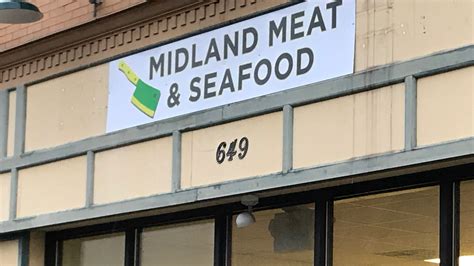 MIDLAND MEAT
& SEAFOOD
649